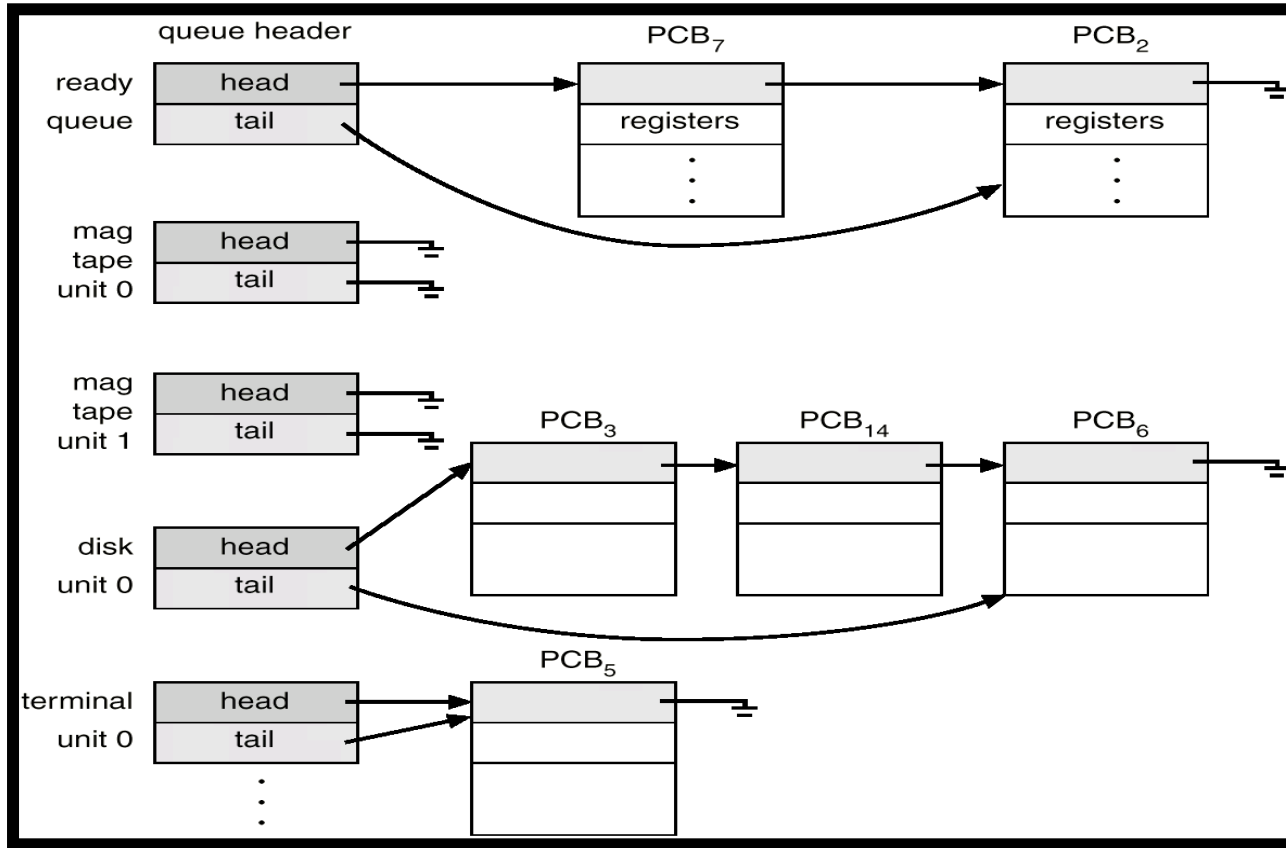 queue header
PCB7
PCB2
ready
queue
head
tail
registers
registers
mag
tape
unit 0
head
tail
mag
tape
unit 1
head
tail
PCB3
PCB14
PCB6
disk
unit 0
head
tail
PCB5
terminal
unit 0
head
tail